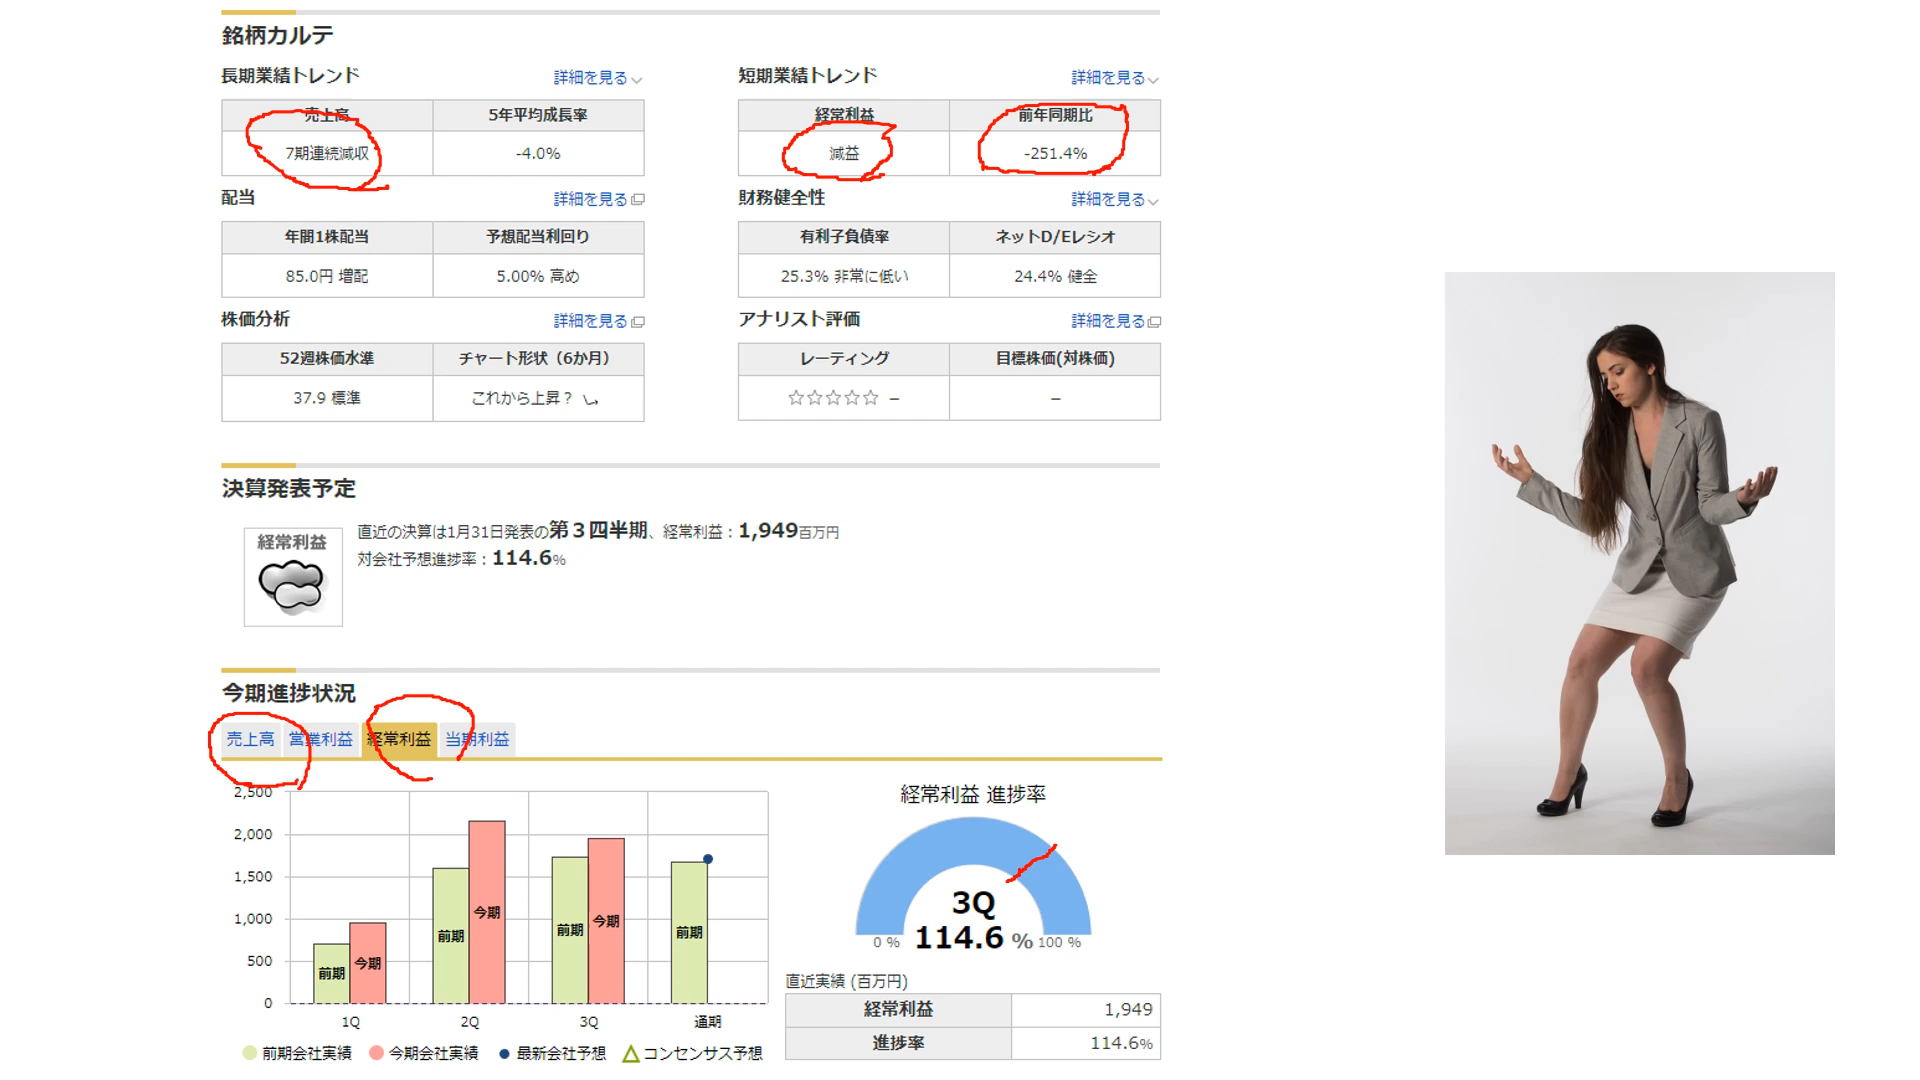 銘柄カルテ
長期業績トレンド
詳細を見る
売上高
5年平均成長率
7期連続減収
-4.0%
短期業績トレンド
詳細を見る
経常利益
前年同期比
減益
-251.4%
配当
詳細を見る
年間1株配当
予想配当利回り
85.0円 増配
5.00% 高め
財務健全性
詳細を見る
有利子負債率
ネットD/Eレシオ
25.3% 非常に低い
24.4% 健全
株価分析
詳細を見る
52週株価水準
チャート形状（6か月）
37.9 標準
これから上昇？
アナリスト評価
詳細を見る
レーティング
目標株価(対株価)
☆☆☆☆☆ –
–
決算発表予定
経常利益
直近の決算は1月31日発表の第３四半期、経常利益：1,949百万円
対会社予想進捗率：114.6%
今期進捗状況
売上高 営業利益 経常利益 当期利益
2,500
2,000
1,500
1,000
500
0
前期
今期
前期
今期
前期
今期
前期
1Q
2Q
3Q
通期
前期会社実績 今期会社実績 最新会社予想 コンセンサス予想
経常利益 進捗率
3Q
0 % 114.6 % 100 %
直近実績 (百万円)
経常利益 1,949
進捗率 114.6%